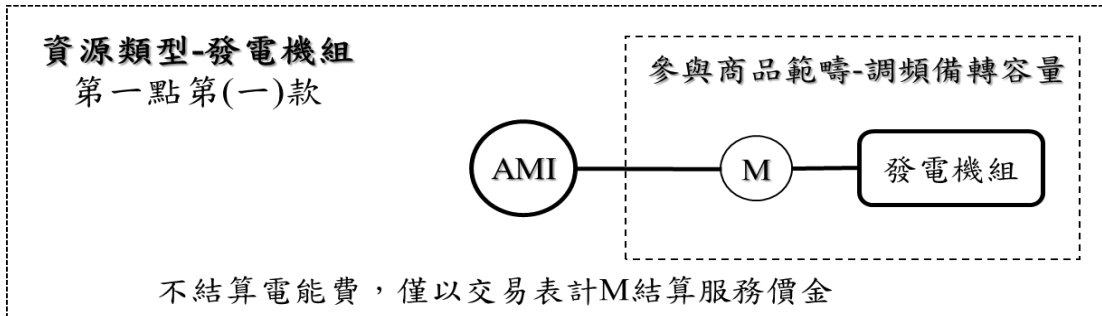 資源類型-發電機組
第一點第(一)款
參與商品範疇-調頻備轉容量
AMI
M
發電機組
不結算電能費，僅以交易表計M結算服務價金